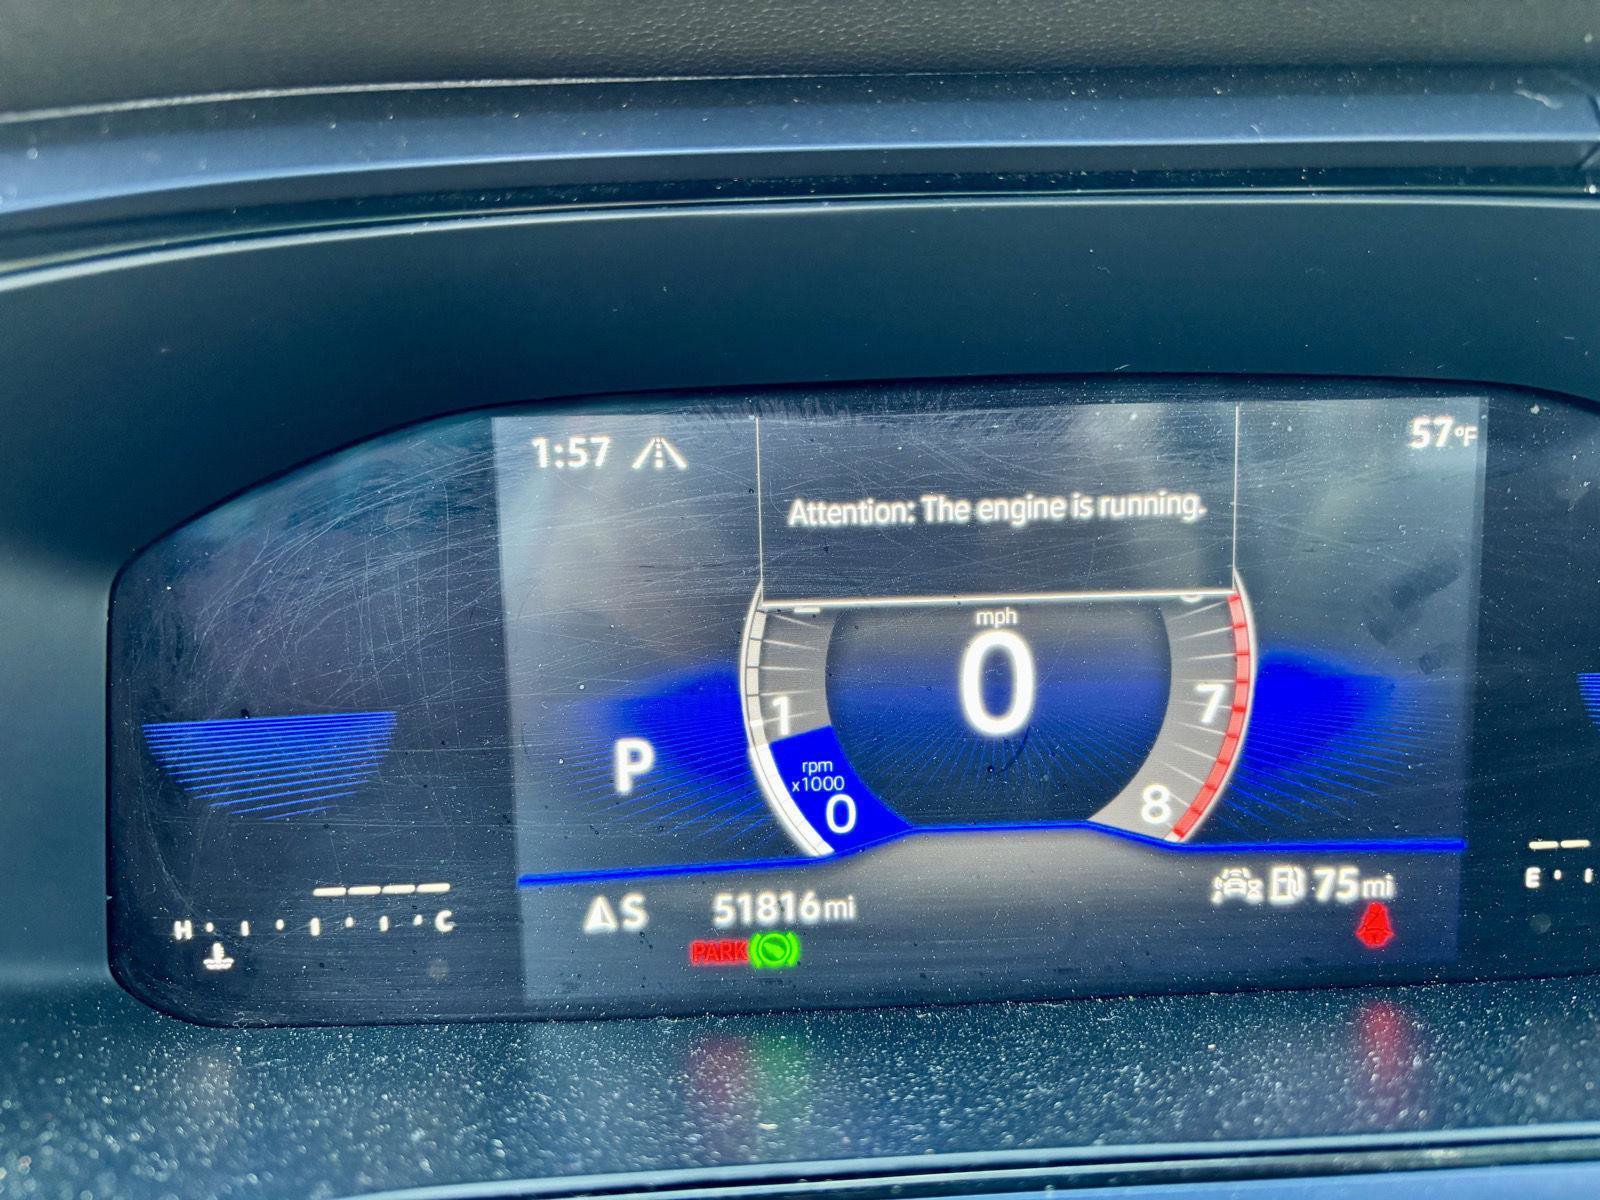 1:57
57°F
Attention: The engine is running.
mph
0
1
7
rpm
x1000
0
8
P
S
51816mi
75mi
PARK
H
C
E